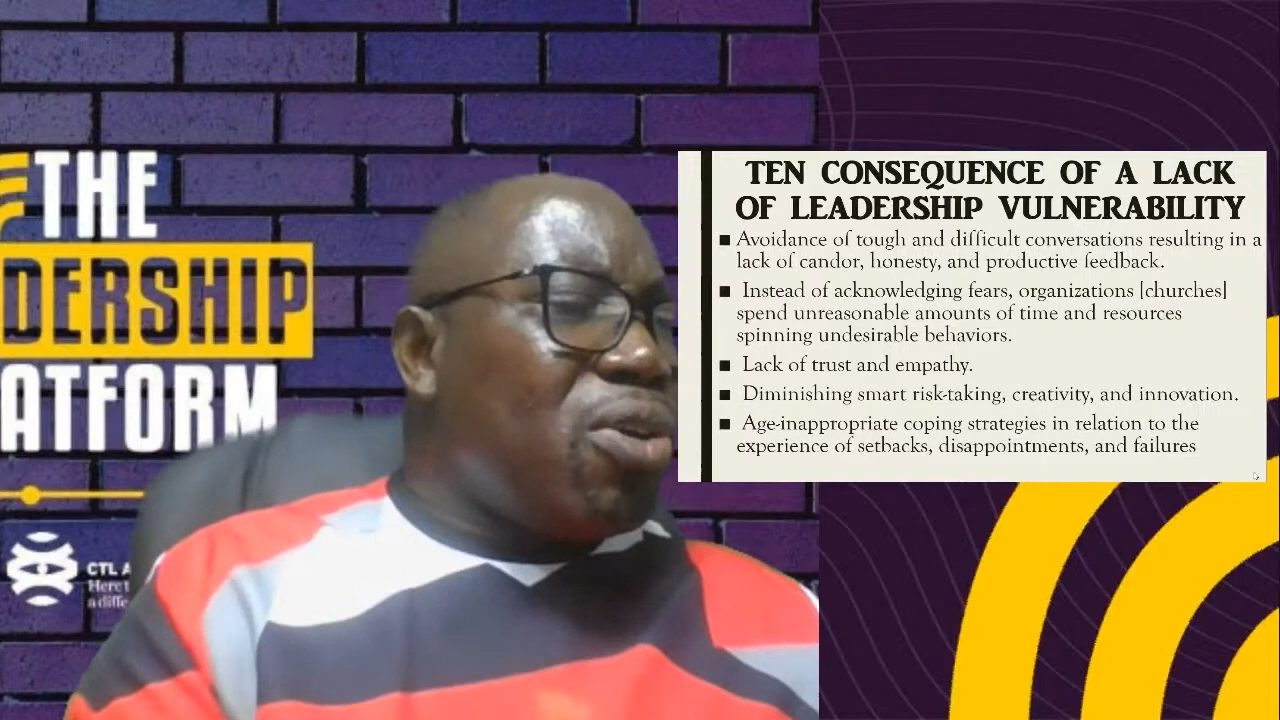 THE
DERSHIP
ATFORM
CTL A
Here t
a diffe
TEN CONSEQUENCE OF A LACK
OF LEADERSHIP VULNERABILITY
■ Avoidance of tough and difficult conversations resulting in a
lack of candor, honesty, and productive feedback.
■ Instead of acknowledging fears, organizations [churches]
spend unreasonable amounts of time and resources
spinning undesirable behaviors.
■ Lack of trust and empathy.
■ Diminishing smart risk-taking, creativity, and innovation.
■ Age-inappropriate coping strategies in relation to the
experience of setbacks, disappointments, and failures